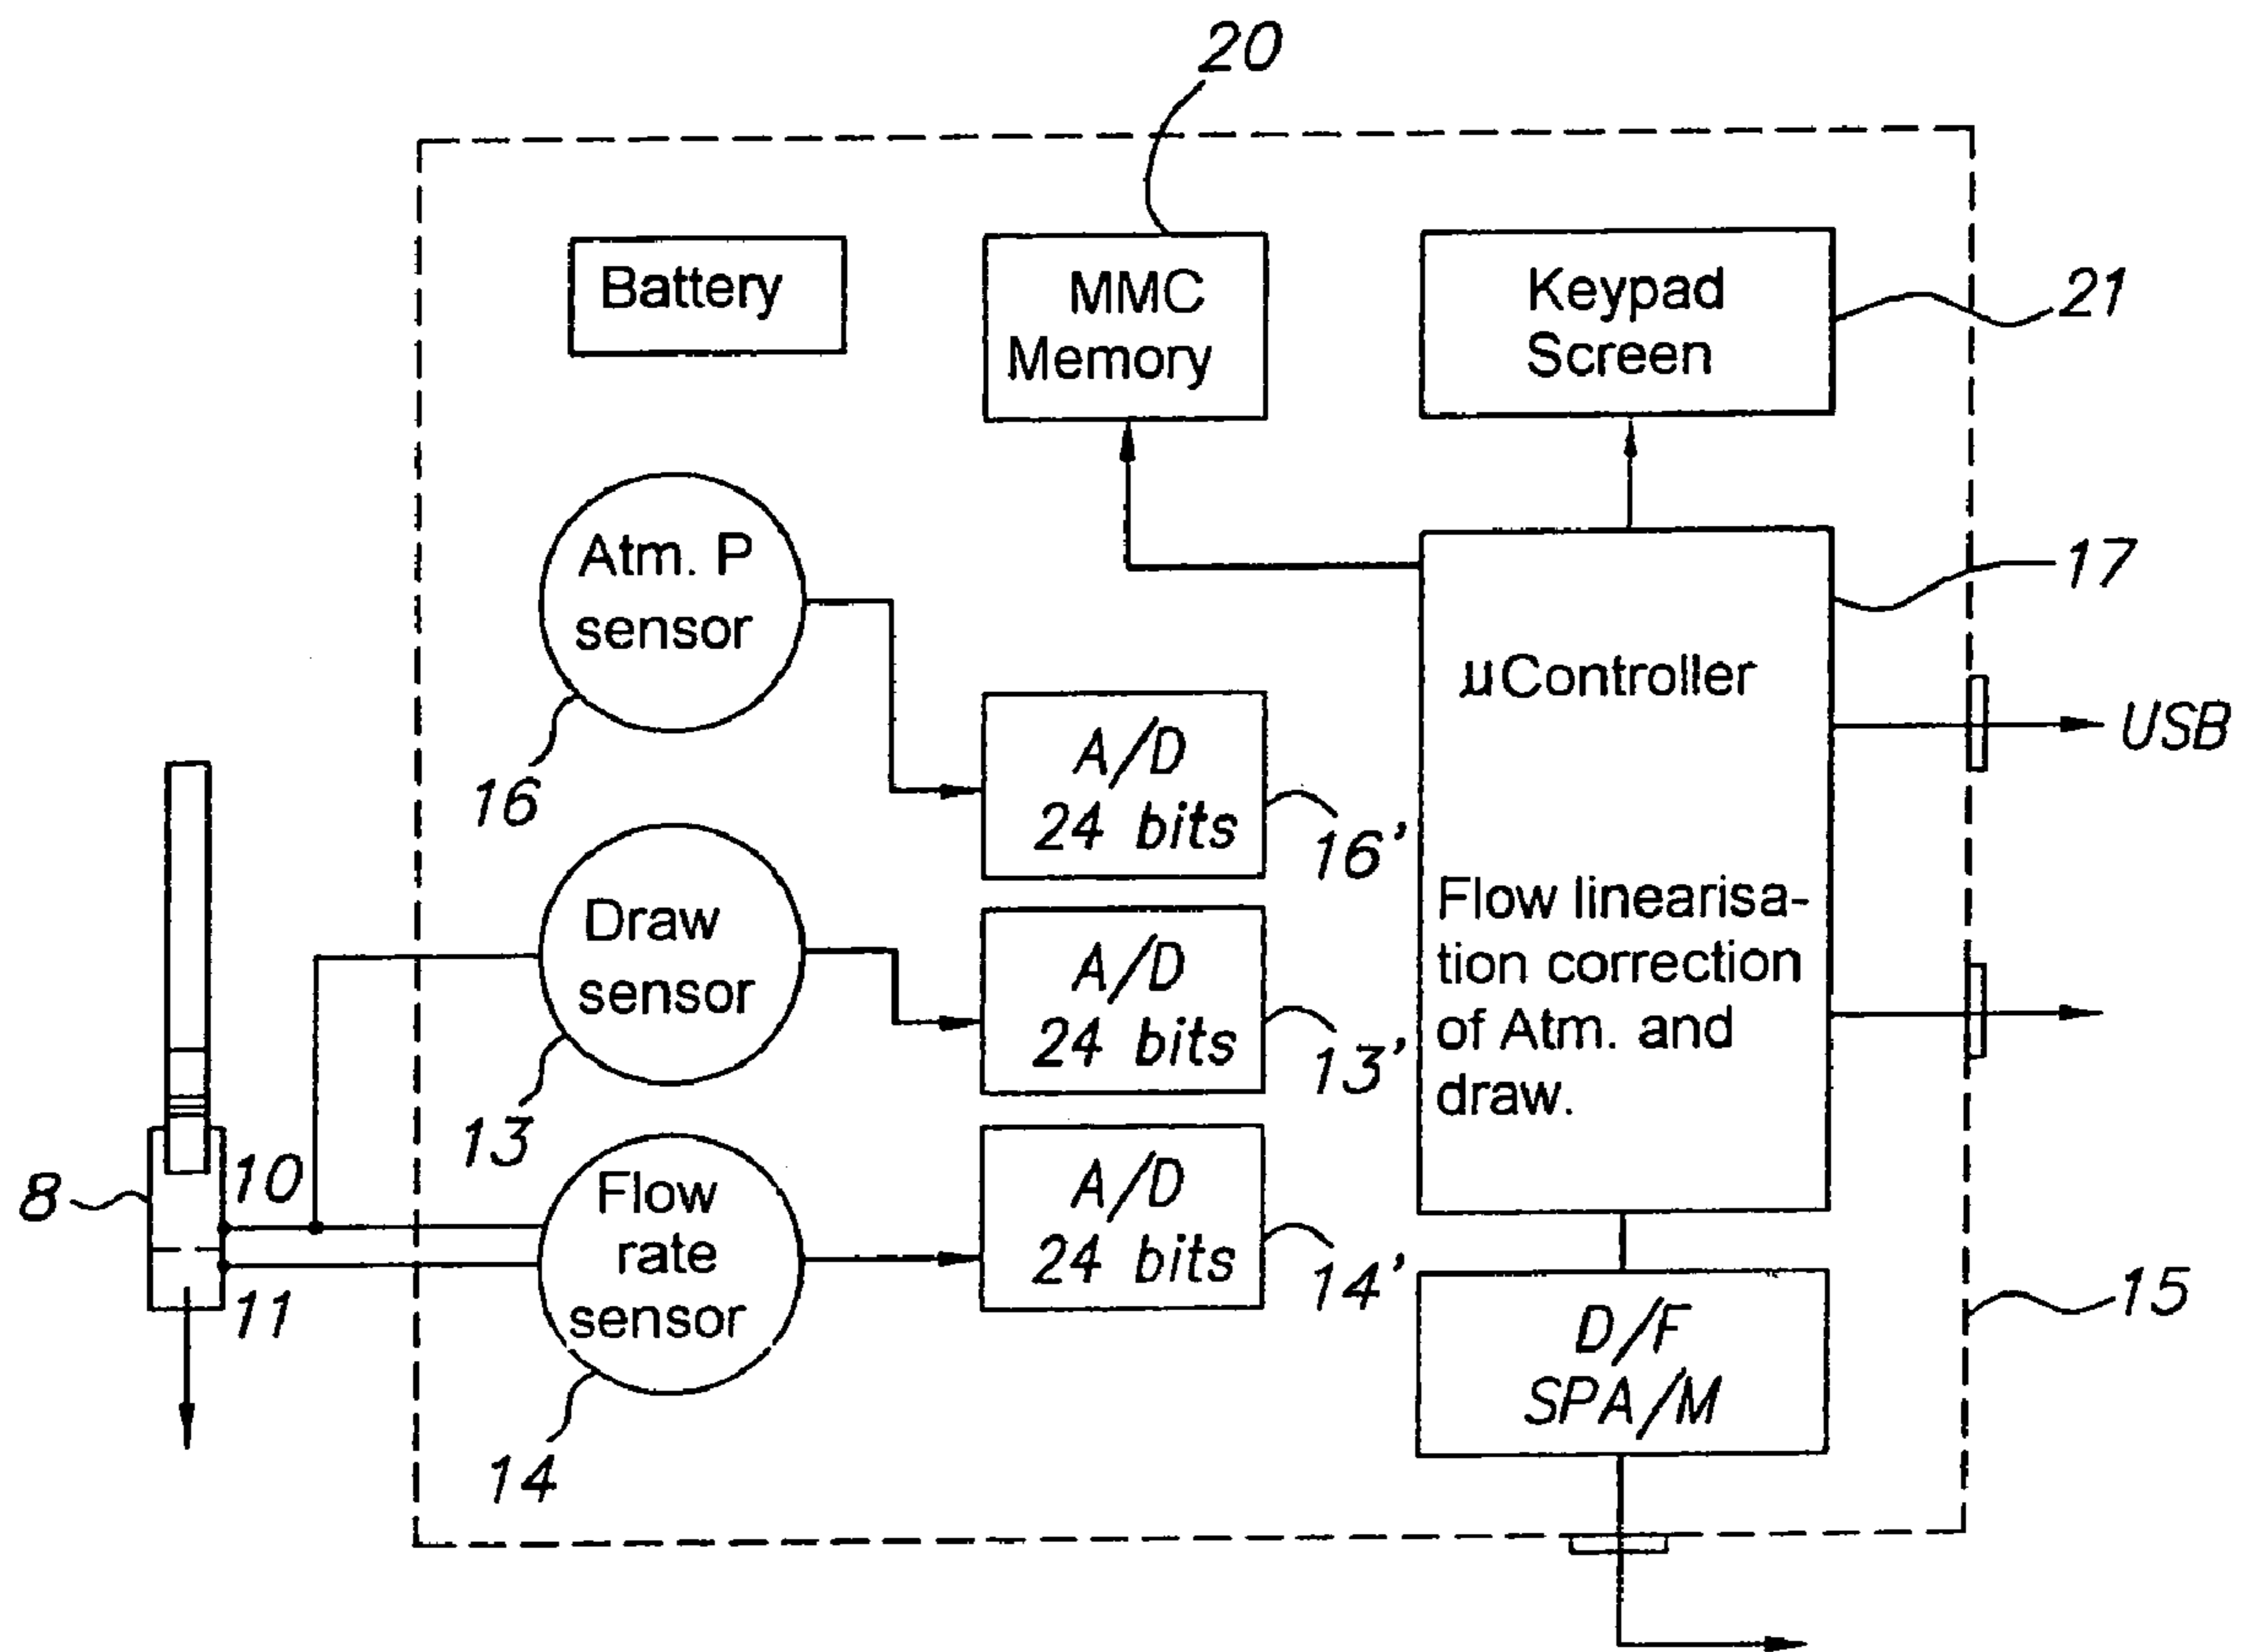 20
Battery
MMC
Memory
Keypad
Screen
21
Atm. P
sensor
16
17
µController
Flow linearisa-
tion correction
of Atm. and
draw.
USB
A/D
24 bits
16'
Draw
sensor
13
A/D
24 bits
13'
8
10
11
Flow
rate
sensor
14
A/D
24 bits
14'
D/F
SPA/M
15